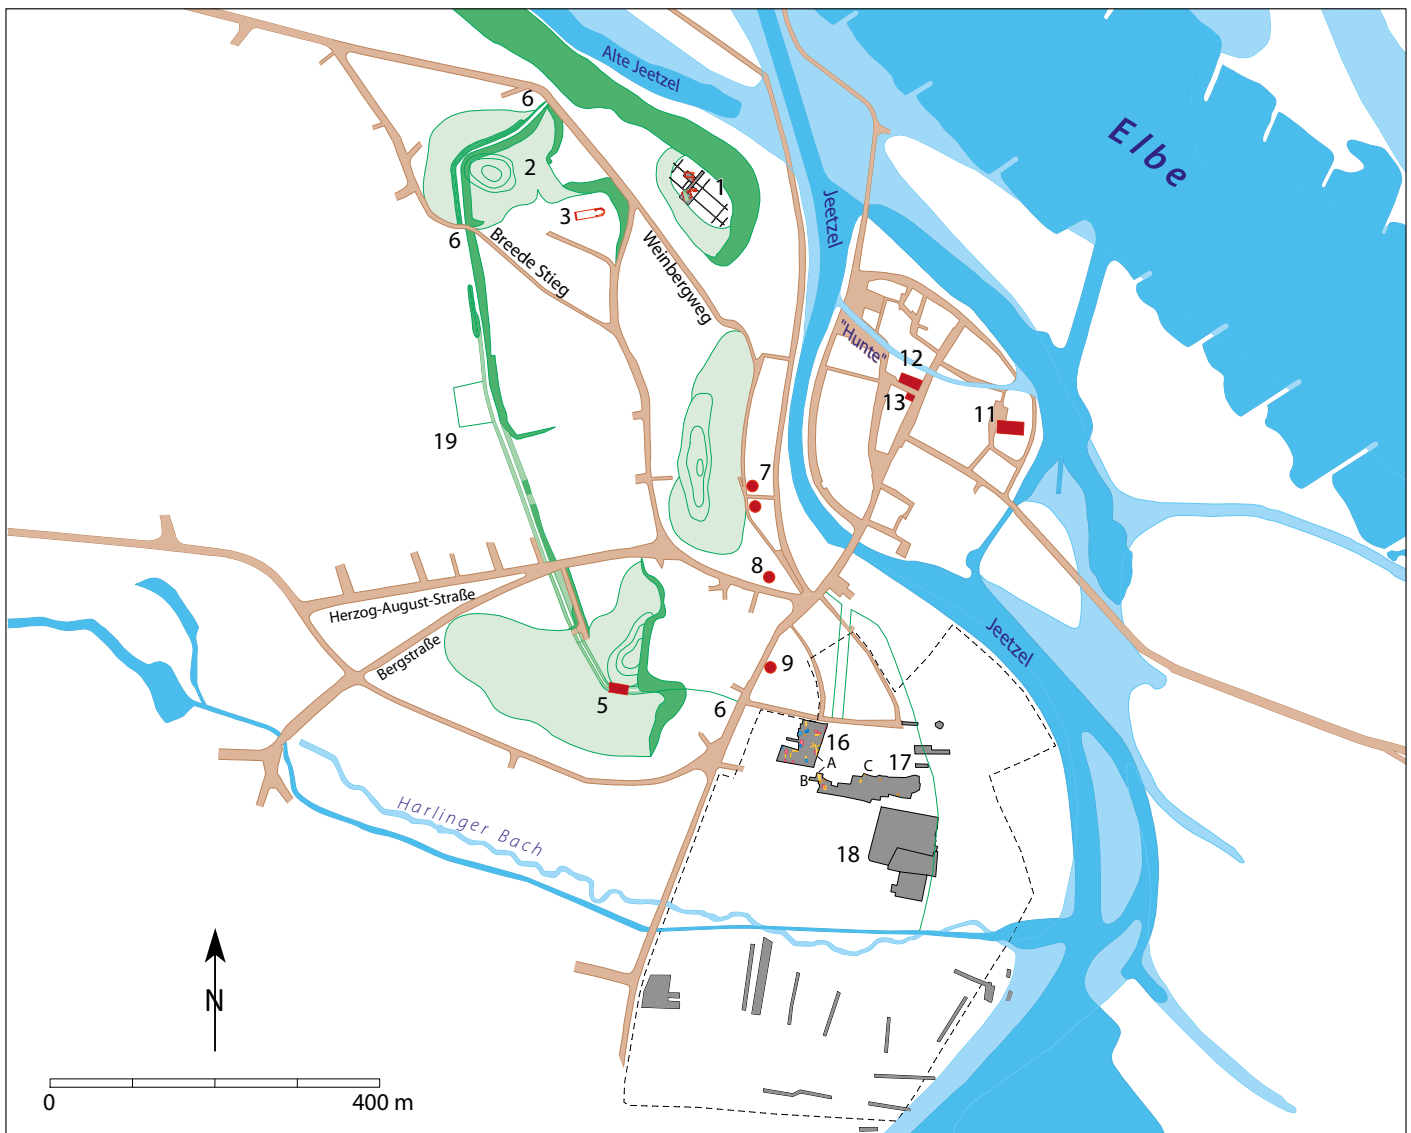 Alte Jeetzel
Elbe
6
2
1
3
Jeetzel
6
Breede Stieg
Weinbergweg
"Hunte"
12
13
11
19
7
8
Herzog-August-Straße
Bergstraße
Jeetzel
9
5
6
16
A
17
B
C
Harlinger Bach
18
N
0
400 m